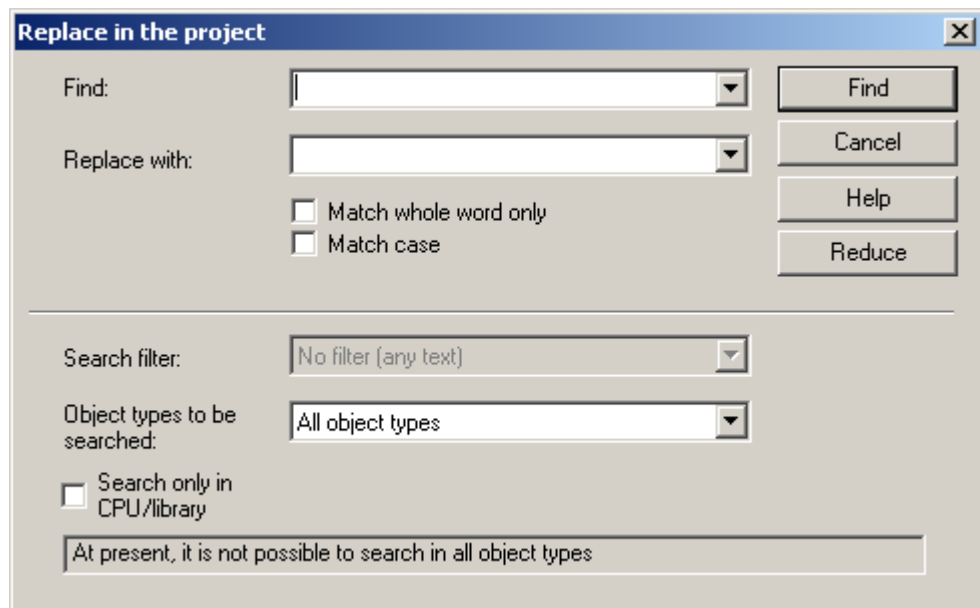 Replace in the project
Find:
Find
Replace with:
Cancel
Match whole word only
Help
Match case
Reduce
Search filter:
No filter (any text)
Object types to be
searched:
All object types
Search only in
CPU/library
At present, it is not possible to search in all object types